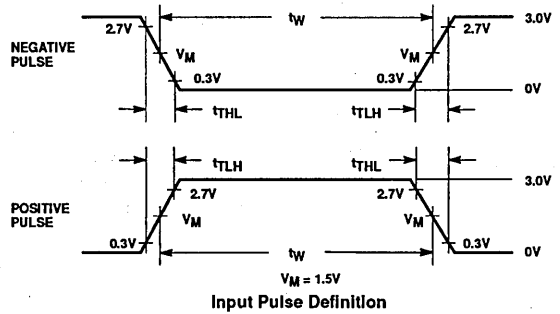 tW
3.0V
2.7V
2.7V
NEGATIVE
PULSE
VM
VM
0.3V
0.3V
0V
tTHL
tTLH
tTLH
tTHL
3.0V
2.7V
2.7V
POSITIVE
PULSE
VM
VM
0.3V
0.3V
tW
0V
VM = 1.5V
Input Pulse Definition